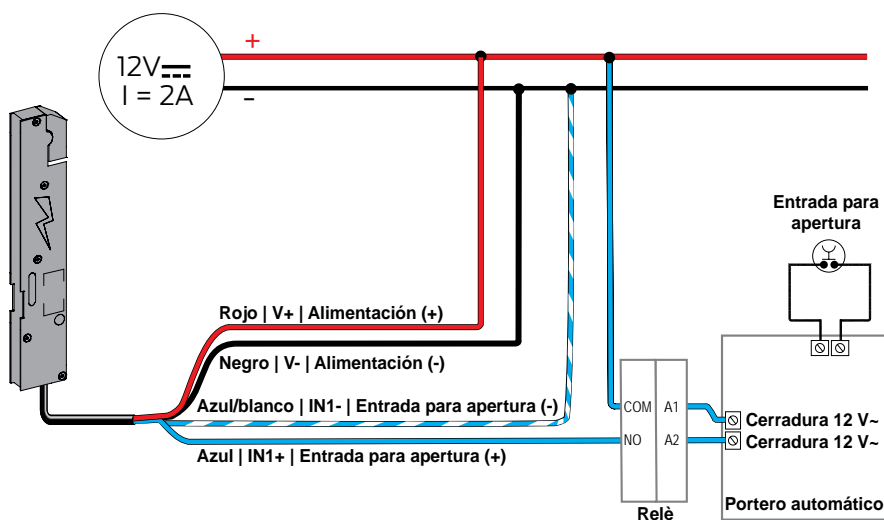 +
12V⎓
I = 2A
-
Entrada para
apertura
Rojo | V+ | Alimentación (+)
Negro | V- | Alimentación (-)
Azul/blanco | IN1- | Entrada para apertura (-)
COM A1
Cerradura 12 V~
NO A2
Cerradura 12 V~
Azul | IN1+ | Entrada para apertura (+)
Portero automático
Relè